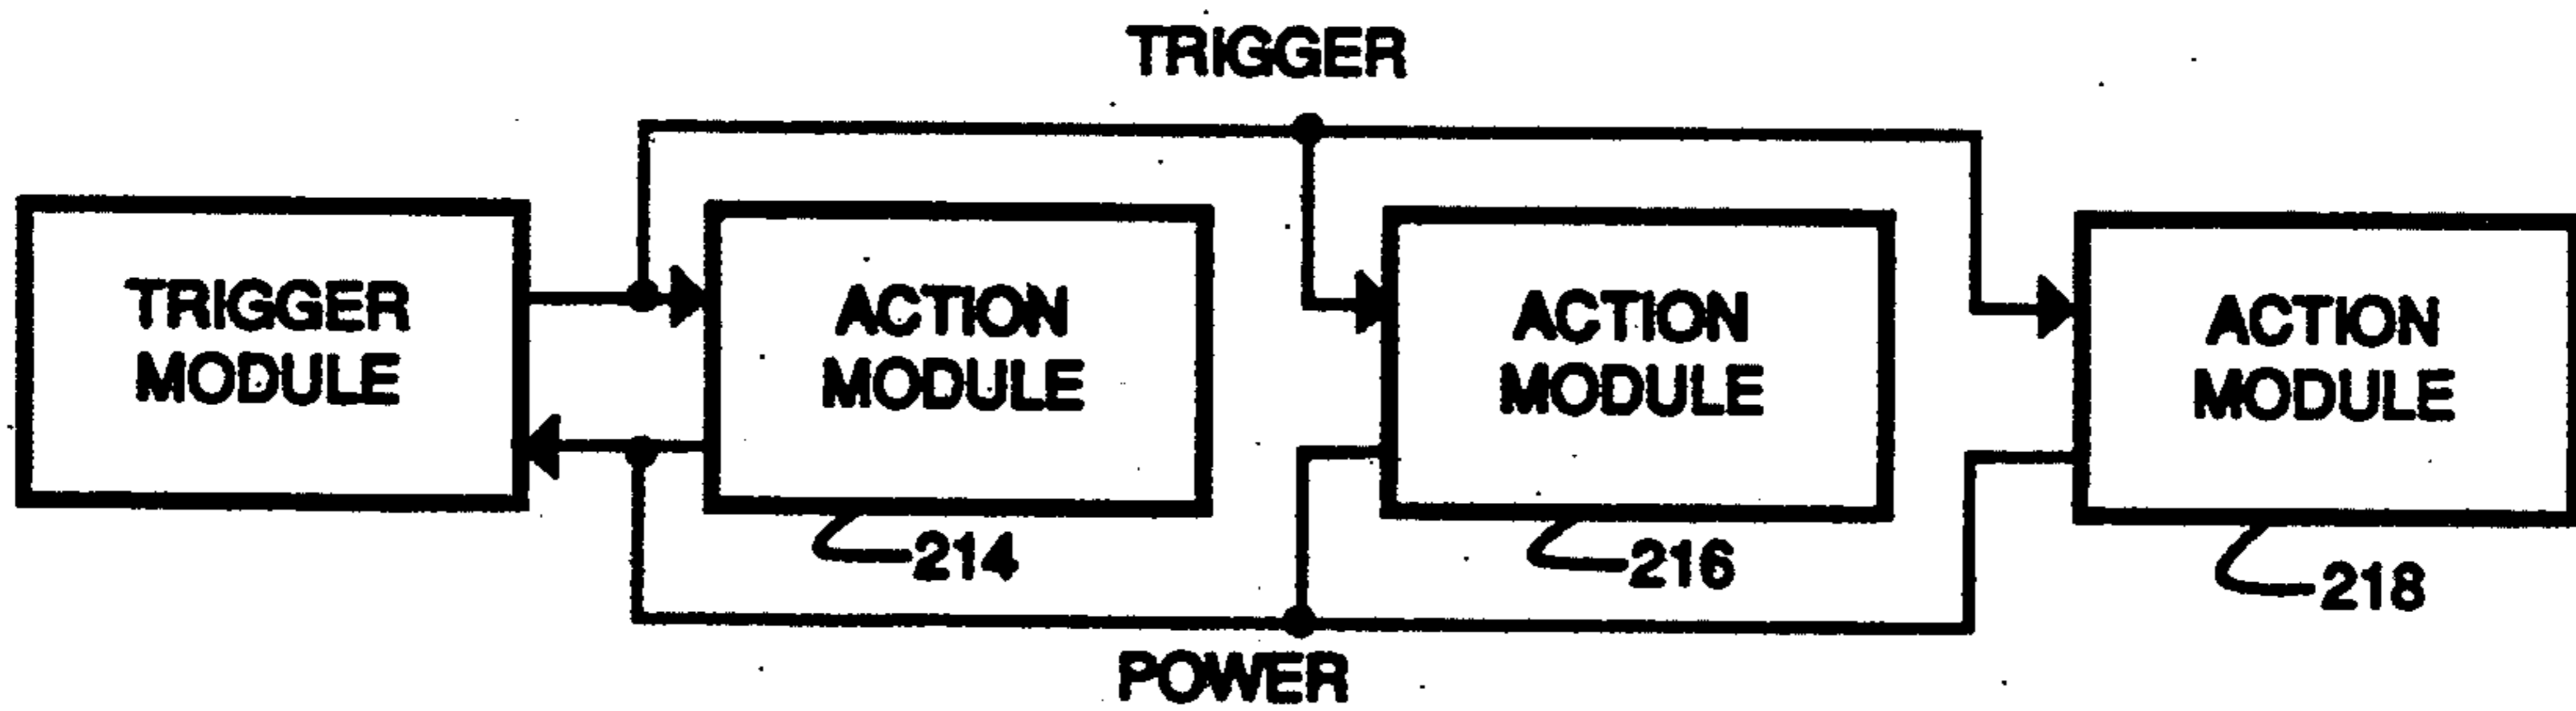 TRIGGER
TRIGGER
MODULE
ACTION
MODULE
ACTION
MODULE
ACTION
MODULE
214
216
218
POWER